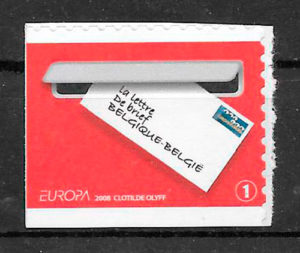 La lettre
De brief
BELGIQUE-BELGIË
EUROPA 2008 CLOTILDE OLYFF
1